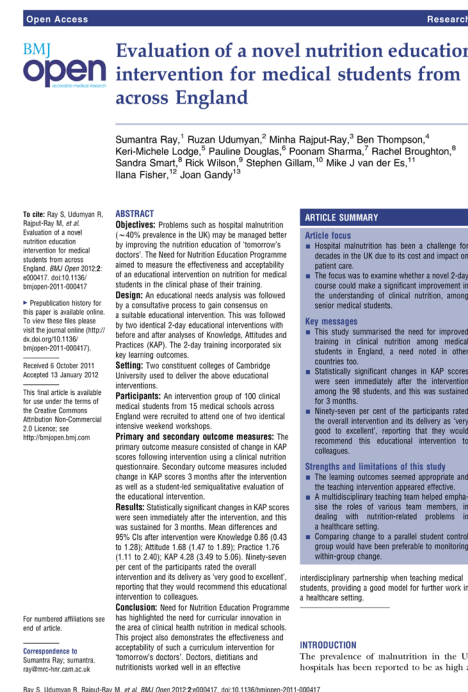 Open Access
Research
BMJ
open
accessible medical research
Evaluation of a novel nutrition education
intervention for medical students from
across England
Sumantra Ray,1 Ruzan Udumyan,2 Minha Rajput-Ray,3 Ben Thompson,4
Keri-Michele Lodge,5 Pauline Douglas,6 Poonam Sharma,7 Rachel Broughton,8
Sandra Smart,8 Rick Wilson,9 Stephen Gillam,10 Mike J van der Es,11
Ilana Fisher,12 Joan Gandy13
To cite: Ray S, Udumyan R,
Rajput-Ray M, et al.
Evaluation of a novel
nutrition education
intervention for medical
students from across
England. BMJ Open 2012;2:
e000417. doi:10.1136/
bmjopen-2011-000417
▸ Prepublication history for
this paper is available online.
To view these files please
visit the journal online (http://
dx.doi.org/10.1136/
bmjopen-2011-000417).
Received 6 October 2011
Accepted 13 January 2012
This final article is available
for use under the terms of
the Creative Commons
Attribution Non-Commercial
2.0 Licence; see
http://bmjopen.bmj.com
For numbered affiliations see
end of article.
Correspondence to
Sumantra Ray; sumantra.
ray@mrc-hnr.cam.ac.uk
ABSTRACT
Objectives: Problems such as hospital malnutrition
(~40% prevalence in the UK) may be managed better
by improving the nutrition education of 'tomorrow's
doctors'. The Need for Nutrition Education Programme
aimed to measure the effectiveness and acceptability
of an educational intervention on nutrition for medical
students in the clinical phase of their training.
Design: An educational needs analysis was followed
by a consultative process to gain consensus on
a suitable educational intervention. This was followed
by two identical 2-day educational interventions with
before and after analyses of Knowledge, Attitudes and
Practices (KAP). The 2-day training incorporated six
key learning outcomes.
Setting: Two constituent colleges of Cambridge
University used to deliver the above educational
interventions.
Participants: An intervention group of 100 clinical
medical students from 15 medical schools across
England were recruited to attend one of two identical
intensive weekend workshops.
Primary and secondary outcome measures: The
primary outcome measure consisted of change in KAP
scores following intervention using a clinical nutrition
questionnaire. Secondary outcome measures included
change in KAP scores 3 months after the intervention
as well as a student-led semiqualitative evaluation of
the educational intervention.
Results: Statistically significant changes in KAP scores
were seen immediately after the intervention, and this
was sustained for 3 months. Mean differences and
95% CIs after intervention were Knowledge 0.86 (0.43
to 1.28); Attitude 1.68 (1.47 to 1.89); Practice 1.76
(1.11 to 2.40); KAP 4.28 (3.49 to 5.06). Ninety-seven
per cent of the participants rated the overall
intervention and its delivery as 'very good to excellent',
reporting that they would recommend this educational
intervention to colleagues.
Conclusion: Need for Nutrition Education Programme
has highlighted the need for curricular innovation in
the area of clinical health nutrition in medical schools.
This project also demonstrates the effectiveness and
acceptability of such a curriculum intervention for
'tomorrow's doctors'. Doctors, dietitians and
nutritionists worked well in an effective
ARTICLE SUMMARY
Article focus
■ Hospital malnutrition has been a challenge for
decades in the UK due to its cost and impact on
patient care.
■ The focus was to examine whether a novel 2-day
course could make a significant improvement in
the understanding of clinical nutrition, among
senior medical students.
Key messages
■ This study summarised the need for improved
training in clinical nutrition among medical
students in England, a need noted in other
countries too.
■ Statistically significant changes in KAP scores
were seen immediately after the intervention
among the 98 students, and this was sustained
for 3 months.
■ Ninety-seven per cent of the participants rated
the overall intervention and its delivery as 'very
good to excellent', reporting that they would
recommend this educational intervention to
colleagues.
Strengths and limitations of this study
■ The learning outcomes seemed appropriate and
the teaching intervention appeared effective.
■ A multidisciplinary teaching team helped empha-
sise the roles of various team members, in
dealing with nutrition-related problems in
a healthcare setting.
■ Comparing change to a parallel student control
group would have been preferable to monitoring
within-group change.
interdisciplinary partnership when teaching medical
students, providing a good model for further work in
a healthcare setting.
INTRODUCTION
The prevalence of malnutrition in the U
hospitals has been reported to be as high a
Ray S, Udumyan R, Rajput-Ray M, et al. BMJ Open 2012;2:e000417. doi:10.1136/bmjopen-2011-000417